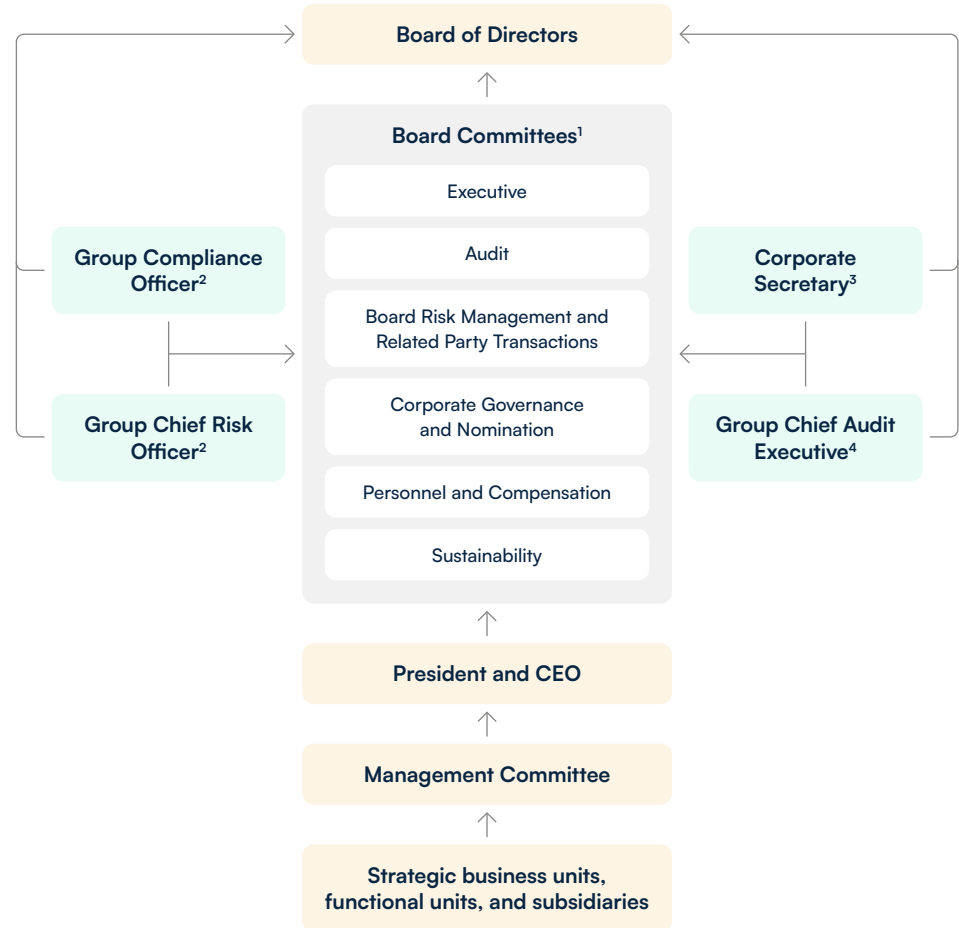 Board of Directors
Board Committees¹
Executive
Audit
Board Risk Management and
Related Party Transactions
Corporate Governance
and Nomination
Personnel and Compensation
Sustainability
Group Compliance
Officer²
Group Chief Risk
Officer²
Corporate
Secretary³
Group Chief Audit
Executive⁴
President and CEO
Management Committee
Strategic business units,
functional units, and subsidiaries